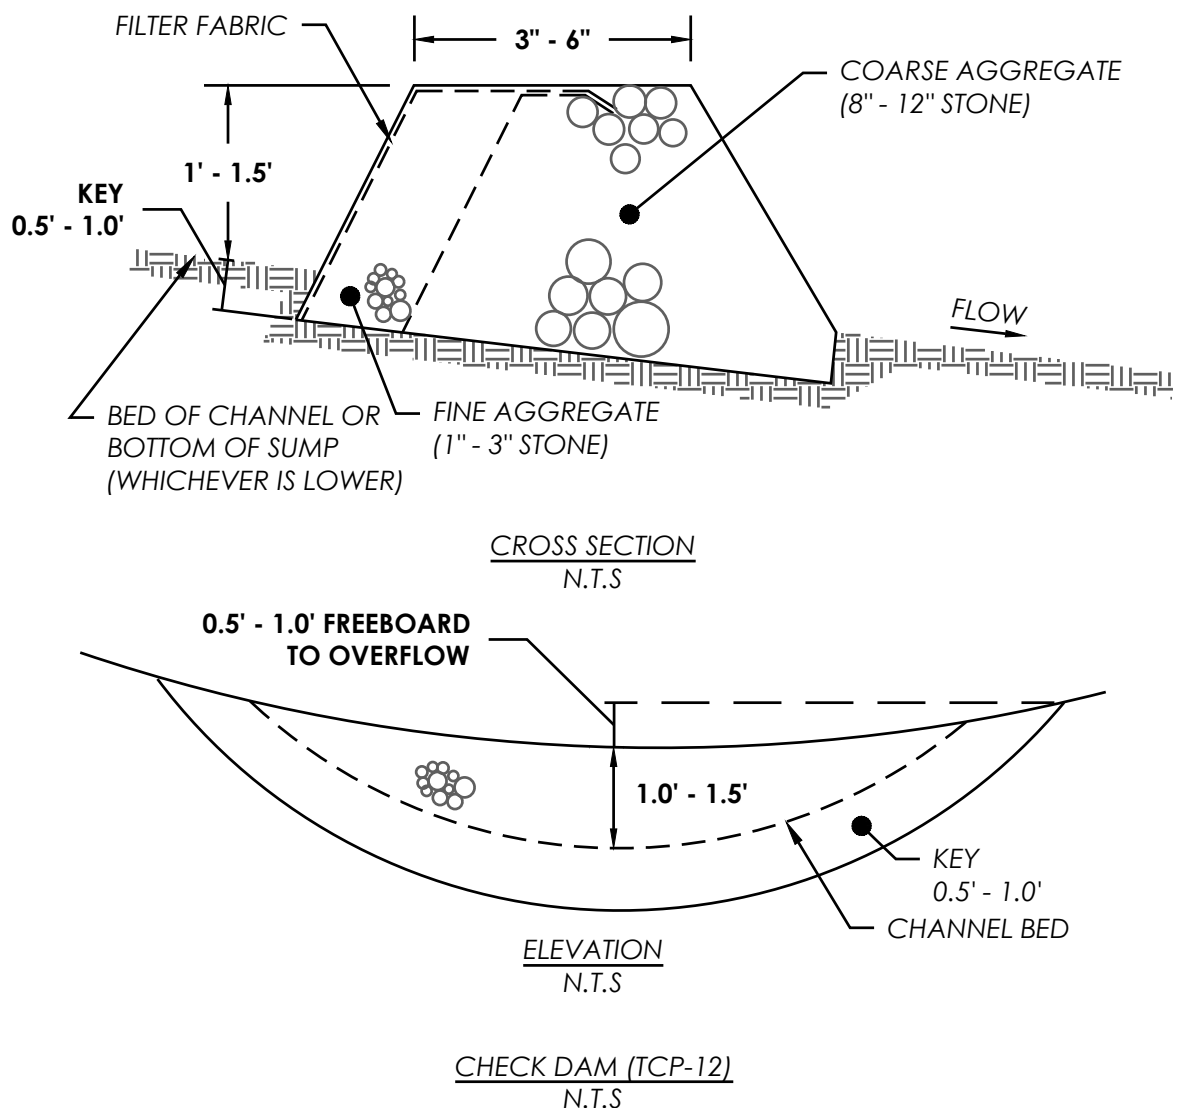 FILTER FABRIC
3" - 6"
COARSE AGGREGATE
(8" - 12" STONE)
1' - 1.5'
KEY
0.5' - 1.0'
FLOW
BED OF CHANNEL OR
BOTTOM OF SUMP
(WHICHEVER IS LOWER)
FINE AGGREGATE
(1" - 3" STONE)
CROSS SECTION
N.T.S
0.5' - 1.0' FREEBOARD
TO OVERFLOW
1.0' - 1.5'
KEY
0.5' - 1.0'
CHANNEL BED
ELEVATION
N.T.S
CHECK DAM (TCP-12)
N.T.S